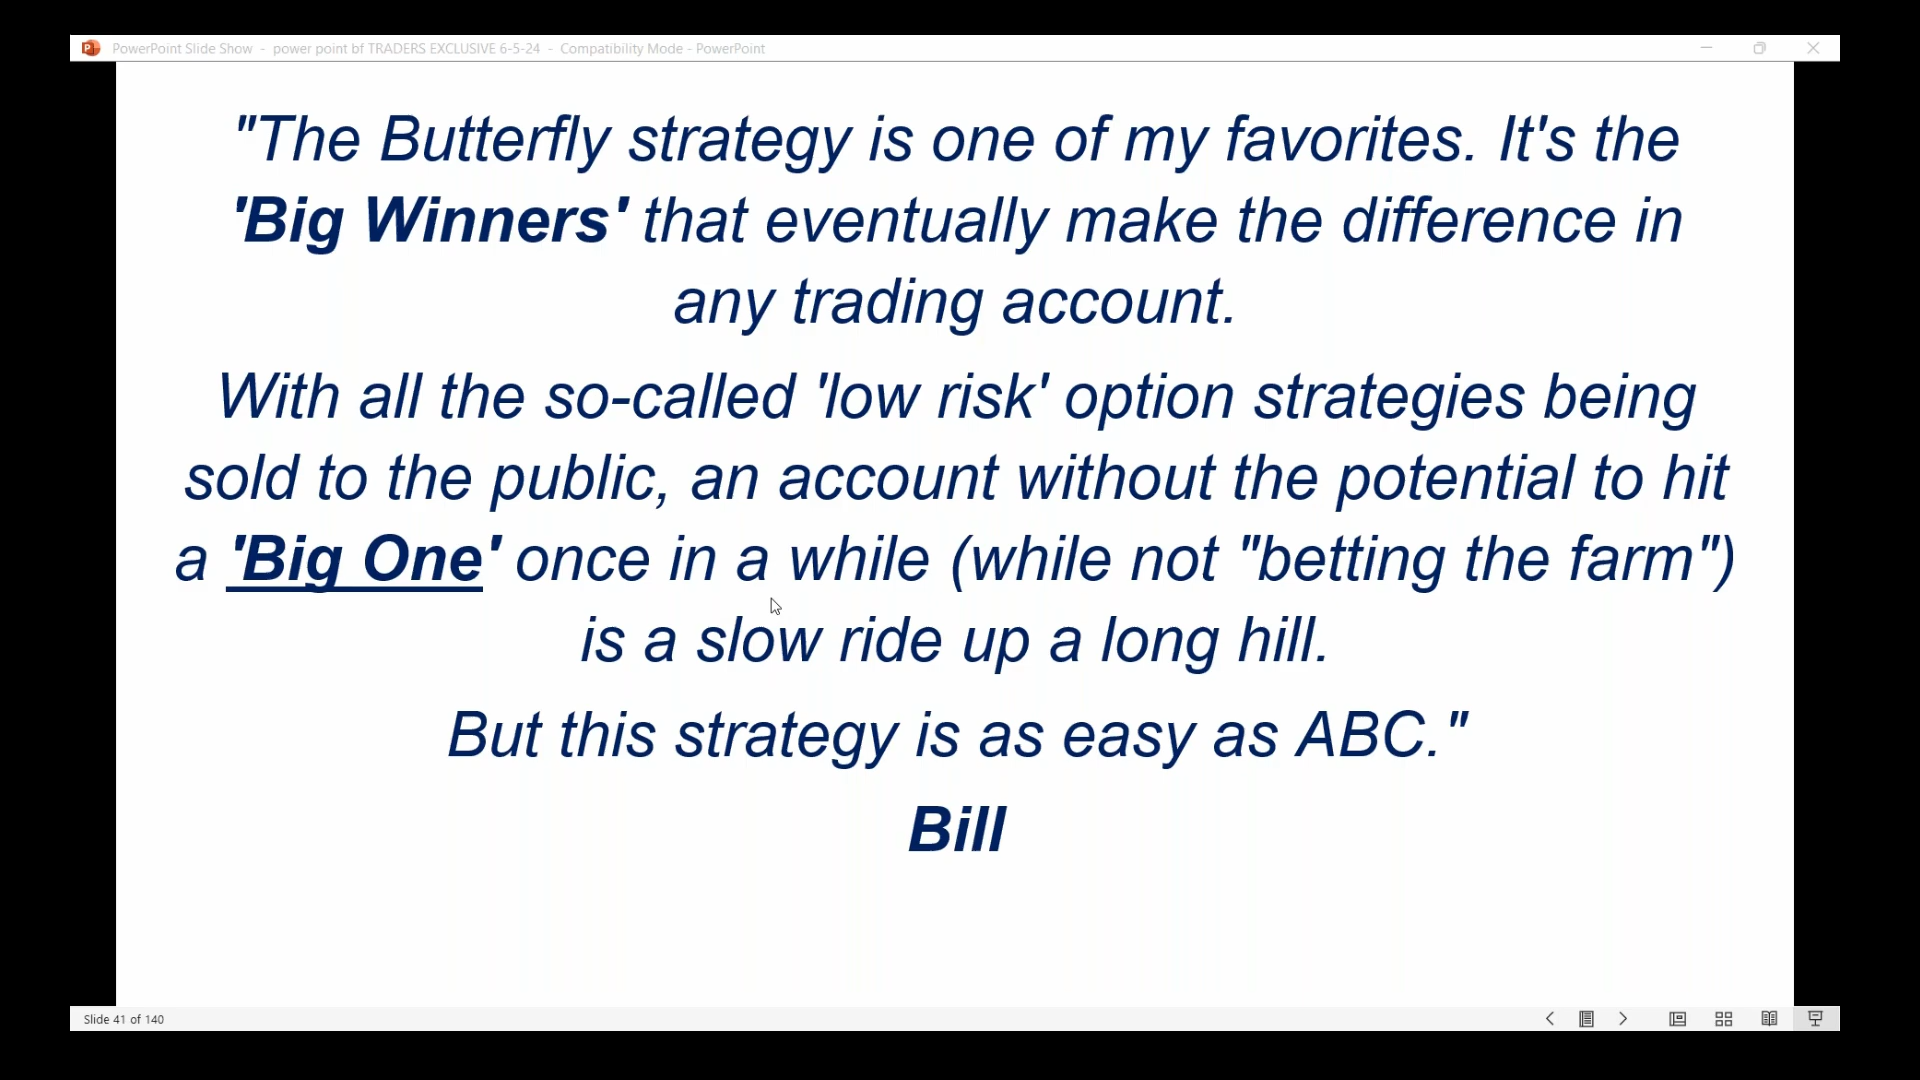 PowerPoint Slide Show - power point bf TRADERS EXCLUSIVE 6-5-24 - Compatibility Mode - PowerPoint
"The Butterfly strategy is one of my favorites. It's the
'Big Winners' that eventually make the difference in
any trading account.
With all the so-called 'low risk' option strategies being
sold to the public, an account without the potential to hit
a 'Big One' once in a while (while not "betting the farm")
is a slow ride up a long hill.
But this strategy is as easy as ABC."
Bill
Slide 41 of 140